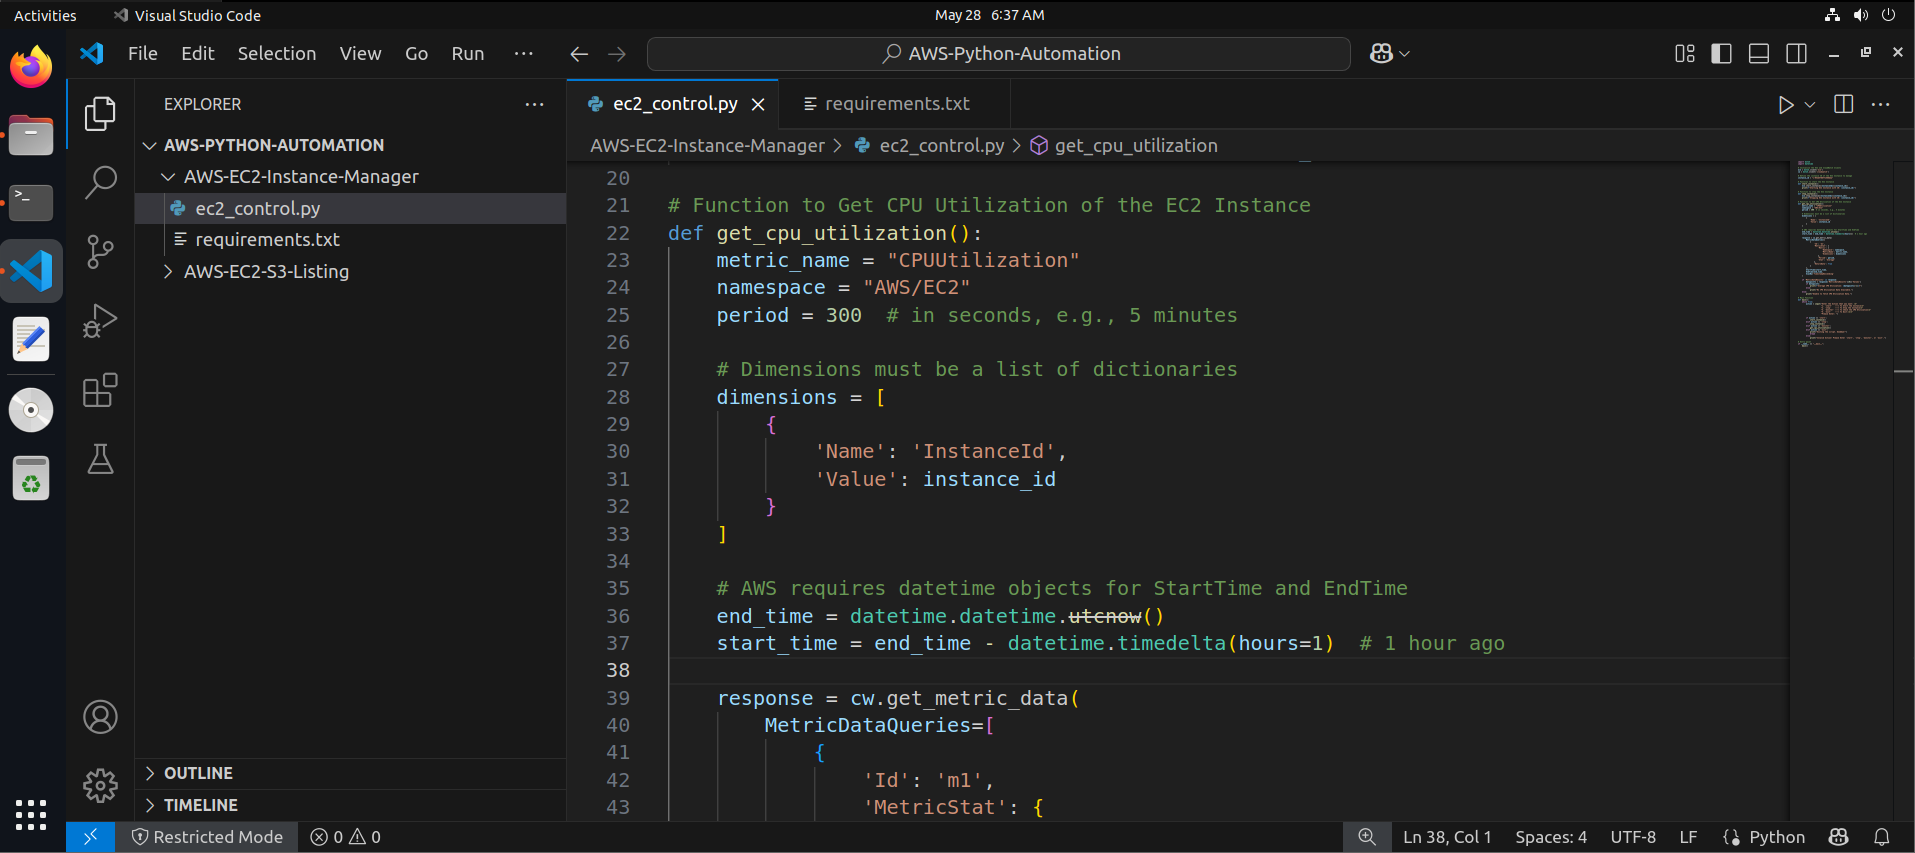 Activities
Visual Studio Code
May 28 6:37 AM
File Edit Selection View Go Run ···
AWS-Python-Automation
EXPLORER
AWS-PYTHON-AUTOMATION
AWS-EC2-Instance-Manager
ec2_control.py
requirements.txt
AWS-EC2-S3-Listing
OUTLINE
TIMELINE
ec2_control.py
requirements.txt
AWS-EC2-Instance-Manager > ec2_control.py > get_cpu_utilization
20
21 # Function to Get CPU Utilization of the EC2 Instance
22 def get_cpu_utilization():
23     metric_name = "CPUUtilization"
24     namespace = "AWS/EC2"
25     period = 300  # in seconds, e.g., 5 minutes
26
27     # Dimensions must be a list of dictionaries
28     dimensions = [
29         {
30             'Name': 'InstanceId',
31             'Value': instance_id
32         }
33     ]
34
35     # AWS requires datetime objects for StartTime and EndTime
36     end_time = datetime.datetime.utcnow()
37     start_time = end_time - datetime.timedelta(hours=1)  # 1 hour ago
38
39     response = cw.get_metric_data(
40         MetricDataQueries=[
41             {
42                 'Id': 'm1',
43                 'MetricStat': {
Restricted Mode
0 0
Ln 38, Col 1
Spaces: 4
UTF-8
LF
Python